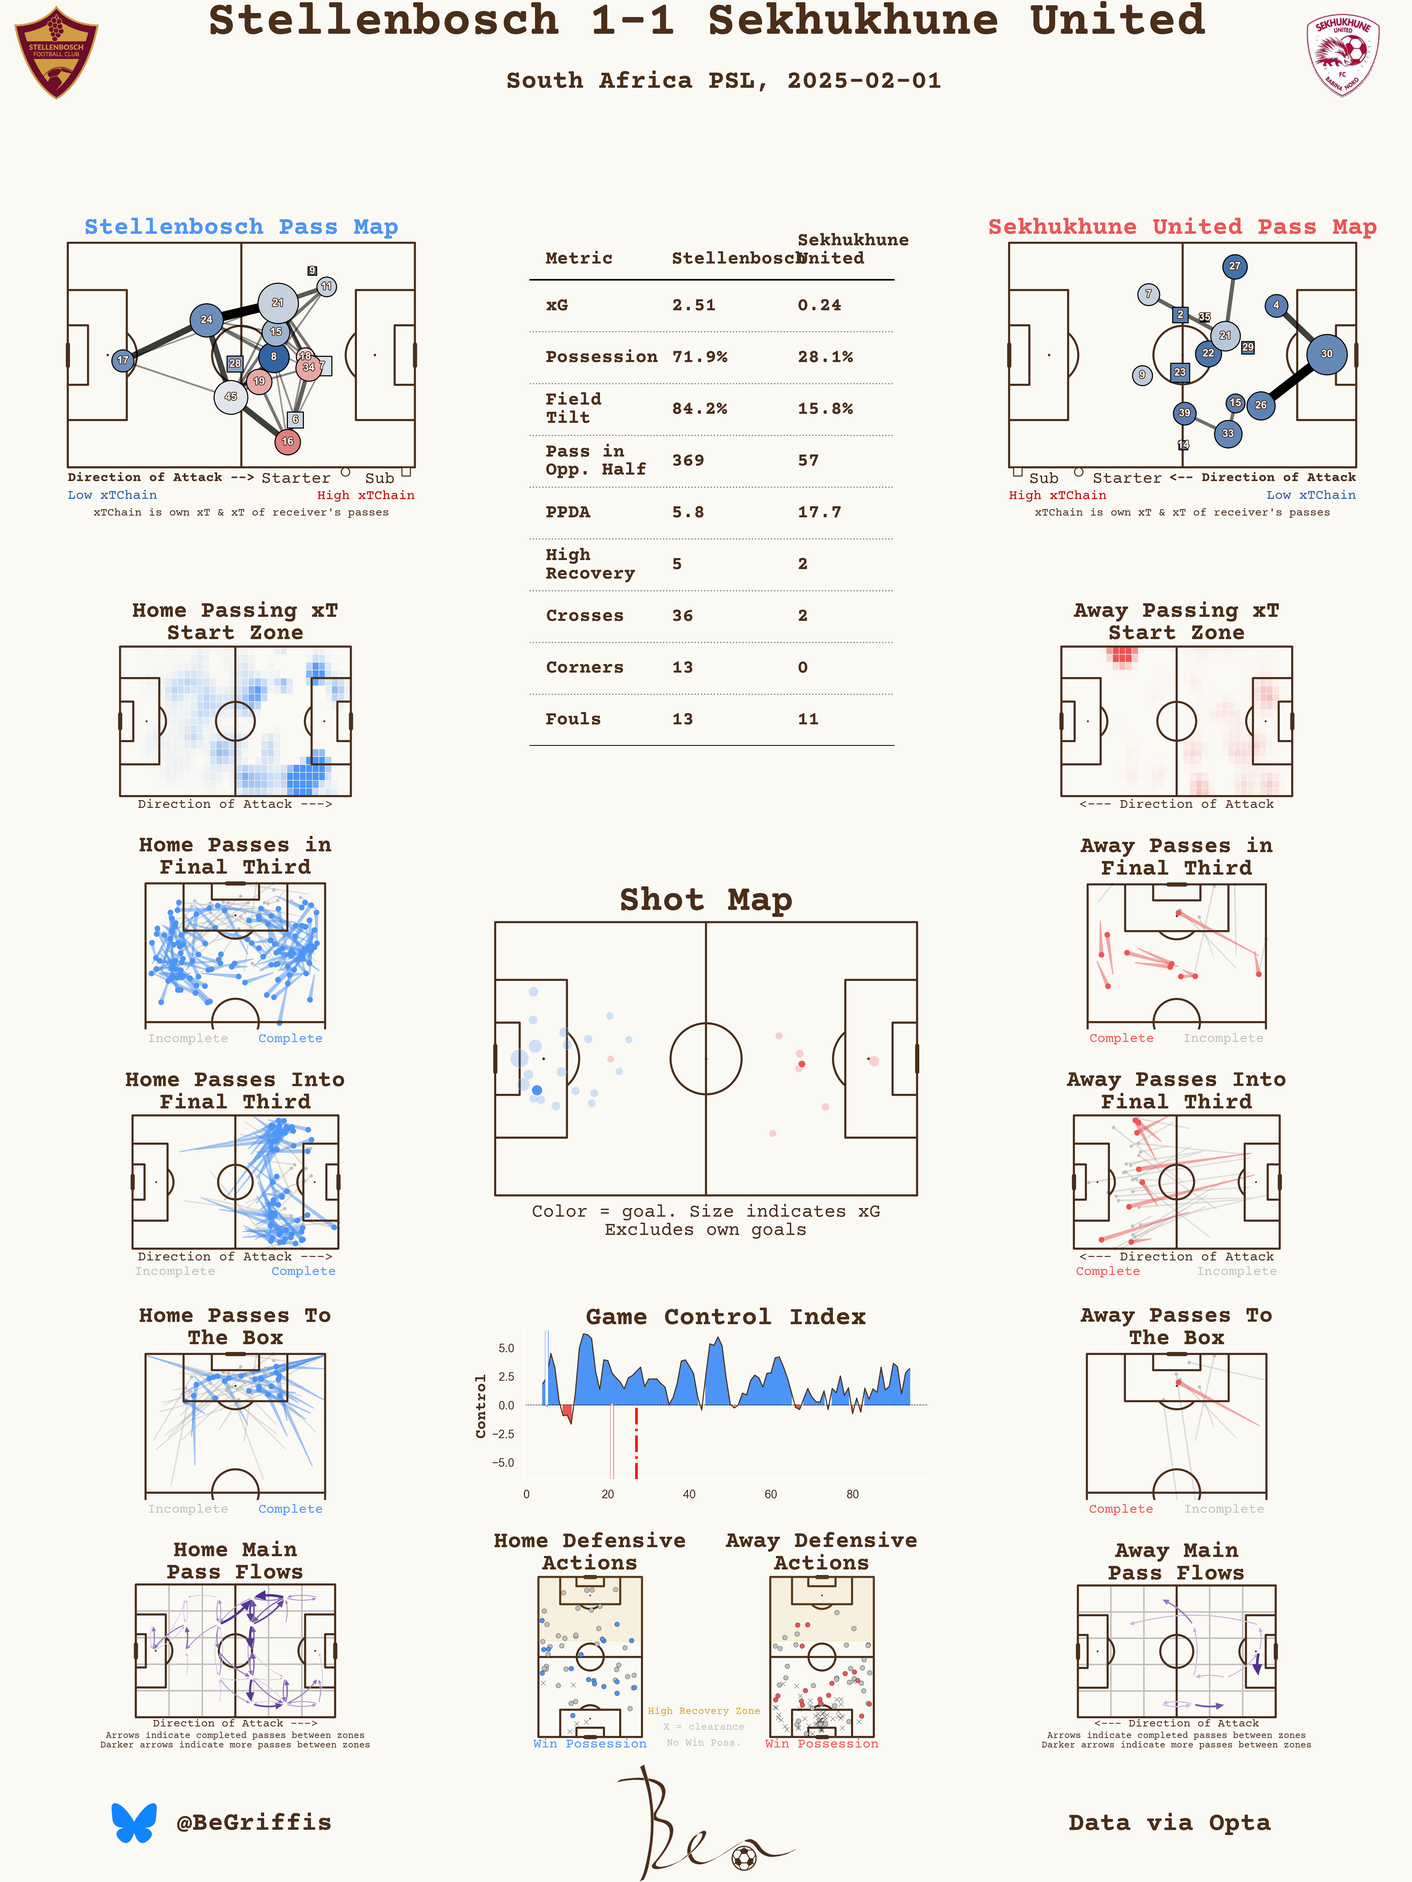 Stellenbosch 1-1 Sekhukhune United
South Africa PSL, 2025-02-01
STELLENBOSCH
FOOTBALL CLUB
SEKHUKHUNE
UNITED
FC
BABINA NOKO
Stellenbosch Pass Map
9
11
21
24
15
17
8
18
28
34
7
19
45
6
16
Direction of Attack --> Starter Sub
Low xTChain High xTChain
xTChain is own xT & xT of receiver's passes
Metric Stellenbosch Sekhukhune United
xG 2.51 0.24
Possession 71.9% 28.1%
Field Tilt 84.2% 15.8%
Pass in Opp. Half 369 57
PPDA 5.8 17.7
High Recovery 5 2
Crosses 36 2
Corners 13 0
Fouls 13 11
Sekhukhune United Pass Map
27
7
4
2
35
21
29
22
30
9
23
15
26
39
33
14
Sub Starter <-- Direction of Attack
High xTChain Low xTChain
xTChain is own xT & xT of receiver's passes
Home Passing xT
Start Zone
Direction of Attack --->
Away Passing xT
Start Zone
<--- Direction of Attack
Home Passes in
Final Third
Incomplete Complete
Away Passes in
Final Third
Complete Incomplete
Shot Map
Color = goal. Size indicates xG
Excludes own goals
Home Passes Into
Final Third
Direction of Attack --->
Incomplete Complete
Away Passes Into
Final Third
<--- Direction of Attack
Complete Incomplete
Home Passes To
The Box
Incomplete Complete
Game Control Index
Control
5.0
2.5
0.0
−2.5
−5.0
0 20 40 60 80
Away Passes To
The Box
Complete Incomplete
Home Main
Pass Flows
Direction of Attack --->
Arrows indicate completed passes between zones
Darker arrows indicate more passes between zones
Home Defensive
Actions
Win Possession
High Recovery Zone
X = clearance
No Win Poss.
Away Defensive
Actions
Win Possession
Away Main
Pass Flows
<--- Direction of Attack
Arrows indicate completed passes between zones
Darker arrows indicate more passes between zones
@BeGriffis
Ben
Data via Opta